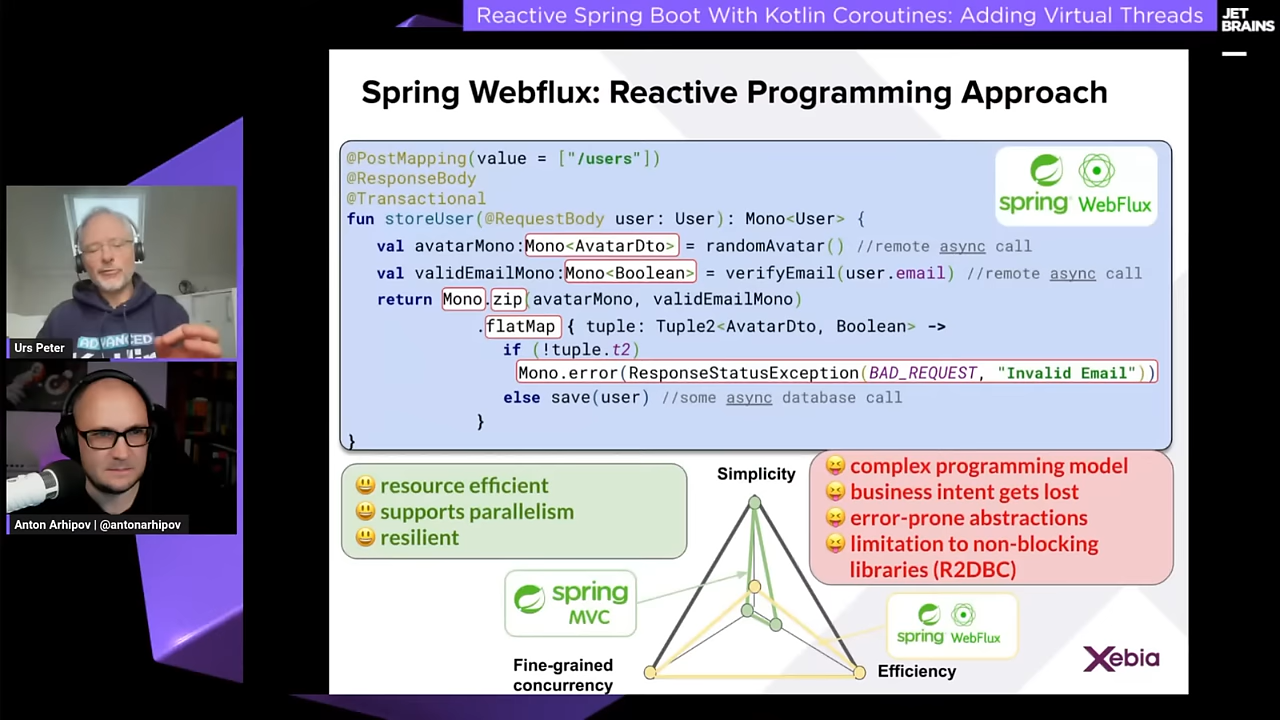 Reactive Spring Boot With Kotlin Coroutines: Adding Virtual Threads
JET
BRAINS
Spring Webflux: Reactive Programming Approach
@PostMapping(value = ["/users"])
@ResponseBody
@Transactional
fun storeUser(@RequestBody user: User): Mono<User> {
val avatarMono:Mono<AvatarDto> = randomAvatar() //remote async call
val validEmailMono:Mono<Boolean> = verifyEmail(user.email) //remote async call
return Mono.zip(avatarMono, validEmailMono)
.flatMap { tuple: Tuple2<AvatarDto, Boolean> ->
if (!tuple.t2)
Mono.error(ResponseStatusException(BAD_REQUEST, "Invalid Email"))
else save(user) //some async database call
}
}
spring WebFlux
ADVANCED
Urs Peter
Anton Arhipov | @antonarhipov
😃 resource efficient
😃 supports parallelism
😃 resilient
Simplicity
😝 complex programming model
😝 business intent gets lost
😝 error-prone abstractions
😝 limitation to non-blocking
libraries (R2DBC)
spring
MVC
spring WebFlux
Fine-grained
concurrency
Efficiency
Xebia